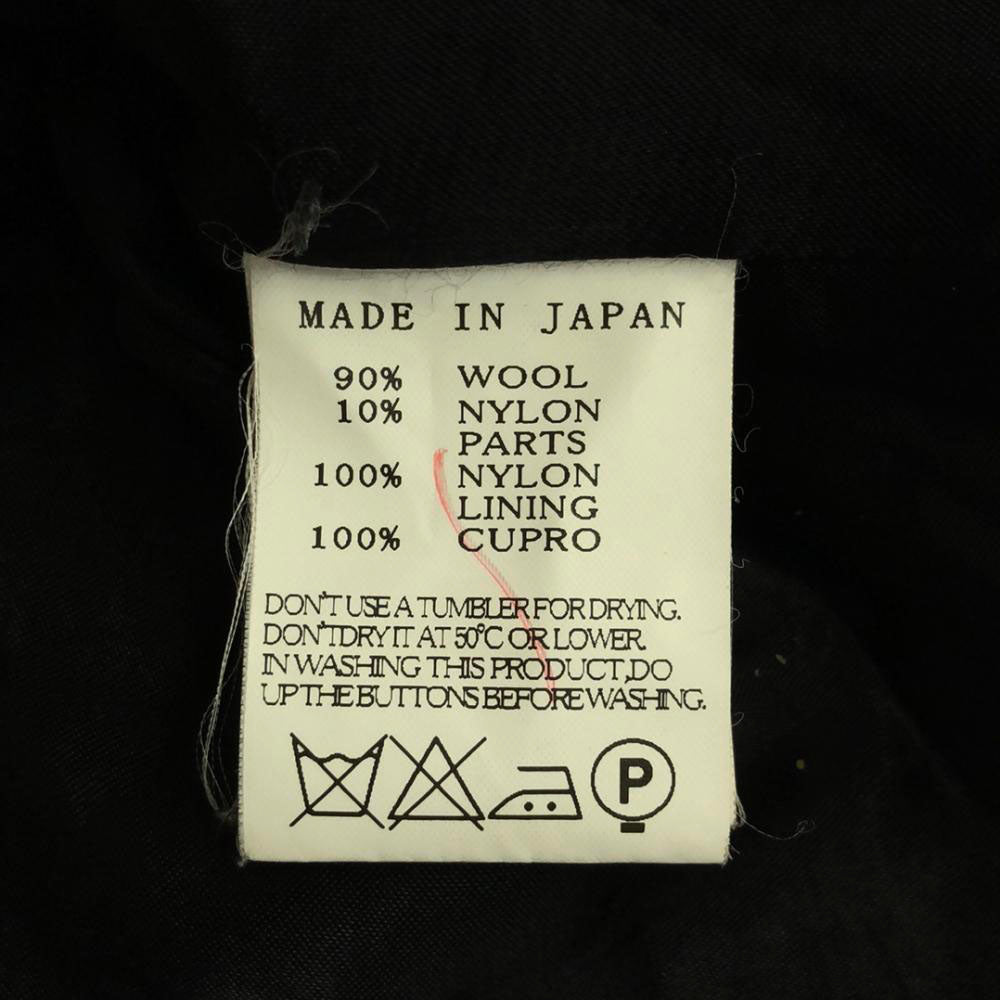 MADE IN JAPAN
90% WOOL
10% NYLON
PARTS
100% NYLON
LINING
100% CUPRO
DON'T USE A TUMBLER FOR DRYING.
DON'T DRY IT AT 50°C OR LOWER.
IN WASHING THIS PRODUCT,DO
UP THE BUTTONS BEFORE WASHING.
P